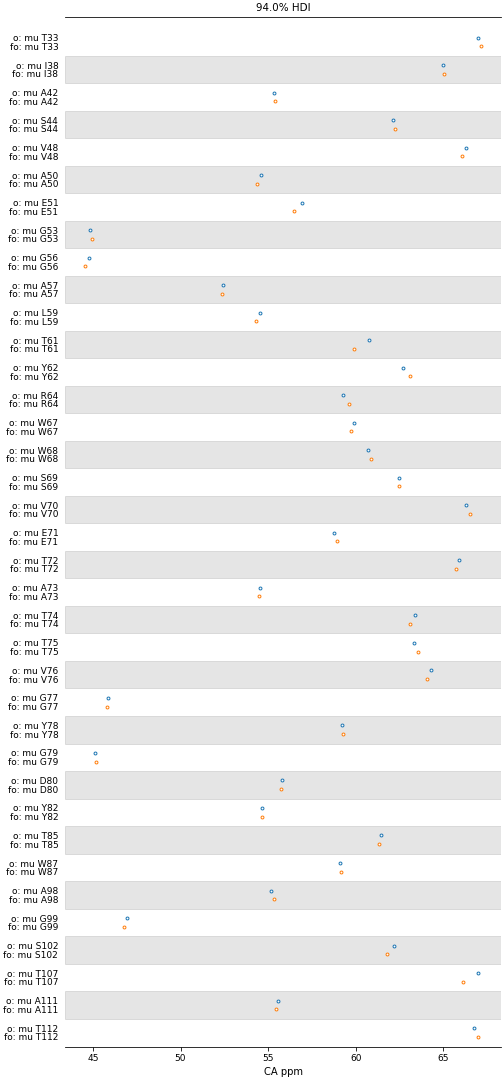 94.0% HDI
o: mu T33
fo: mu T33
o: mu I38
fo: mu I38
o: mu A42
fo: mu A42
o: mu S44
fo: mu S44
o: mu V48
fo: mu V48
o: mu A50
fo: mu A50
o: mu E51
fo: mu E51
o: mu G53
fo: mu G53
o: mu G56
fo: mu G56
o: mu A57
fo: mu A57
o: mu L59
fo: mu L59
o: mu T61
fo: mu T61
o: mu Y62
fo: mu Y62
o: mu R64
fo: mu R64
o: mu W67
fo: mu W67
o: mu W68
fo: mu W68
o: mu S69
fo: mu S69
o: mu V70
fo: mu V70
o: mu E71
fo: mu E71
o: mu T72
fo: mu T72
o: mu A73
fo: mu A73
o: mu T74
fo: mu T74
o: mu T75
fo: mu T75
o: mu V76
fo: mu V76
o: mu G77
fo: mu G77
o: mu Y78
fo: mu Y78
o: mu G79
fo: mu G79
o: mu D80
fo: mu D80
o: mu Y82
fo: mu Y82
o: mu T85
fo: mu T85
o: mu W87
fo: mu W87
o: mu A98
fo: mu A98
o: mu G99
fo: mu G99
o: mu S102
fo: mu S102
o: mu T107
fo: mu T107
o: mu A111
fo: mu A111
o: mu T112
fo: mu T112
45 50 55 60 65
CA ppm